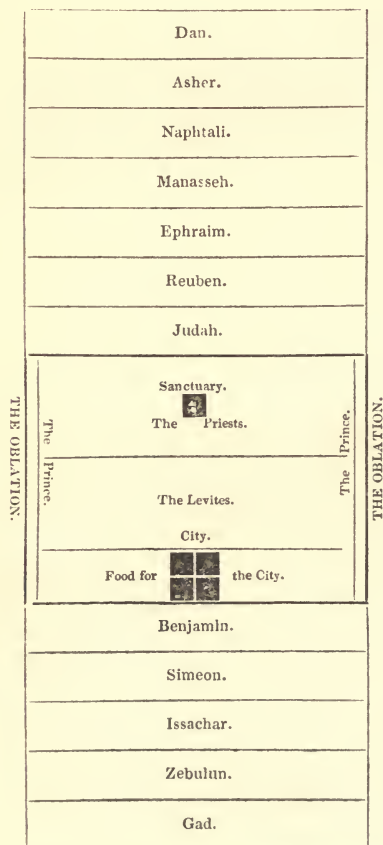 Dan.
Asher.
Naphtali.
Manasseh.
Ephraim.
Reuben.
Judah.
THE OBLATION.
The Prince.
Sanctuary.
The Priests.
The Levites.
City.
Food for the City.
The Prince.
THE OBLATION.
Benjamin.
Simeon.
Issachar.
Zebulun.
Gad.